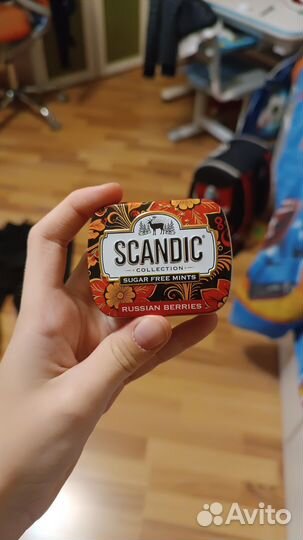 SCANDIC
COLLECTION
SUGAR FREE MINTS
RUSSIAN BERRIES
Avito